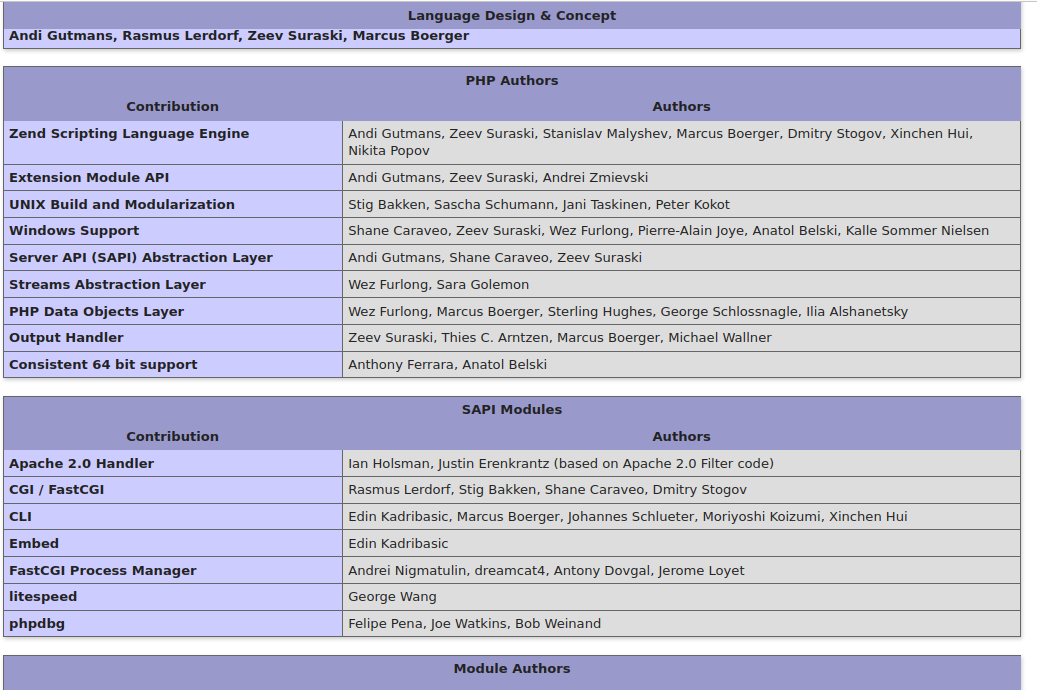 Language Design & Concept
Andi Gutmans, Rasmus Lerdorf, Zeev Suraski, Marcus Boerger
PHP Authors
Contribution Authors
Zend Scripting Language Engine Andi Gutmans, Zeev Suraski, Stanislav Malyshev, Marcus Boerger, Dmitry Stogov, Xinchen Hui,
Nikita Popov
Extension Module API Andi Gutmans, Zeev Suraski, Andrei Zmievski
UNIX Build and Modularization Stig Bakken, Sascha Schumann, Jani Taskinen, Peter Kokot
Windows Support Shane Caraveo, Zeev Suraski, Wez Furlong, Pierre-Alain Joye, Anatol Belski, Kalle Sommer Nielsen
Server API (SAPI) Abstraction Layer Andi Gutmans, Shane Caraveo, Zeev Suraski
Streams Abstraction Layer Wez Furlong, Sara Golemon
PHP Data Objects Layer Wez Furlong, Marcus Boerger, Sterling Hughes, George Schlossnagle, Ilia Alshanetsky
Output Handler Zeev Suraski, Thies C. Arntzen, Marcus Boerger, Michael Wallner
Consistent 64 bit support Anthony Ferrara, Anatol Belski
SAPI Modules
Contribution Authors
Apache 2.0 Handler Ian Holsman, Justin Erenkrantz (based on Apache 2.0 Filter code)
CGI / FastCGI Rasmus Lerdorf, Stig Bakken, Shane Caraveo, Dmitry Stogov
CLI Edin Kadribasic, Marcus Boerger, Johannes Schlueter, Moriyoshi Koizumi, Xinchen Hui
Embed Edin Kadribasic
FastCGI Process Manager Andrei Nigmatulin, dreamcat4, Antony Dovgal, Jerome Loyet
litespeed George Wang
phpdbg Felipe Pena, Joe Watkins, Bob Weinand
Module Authors